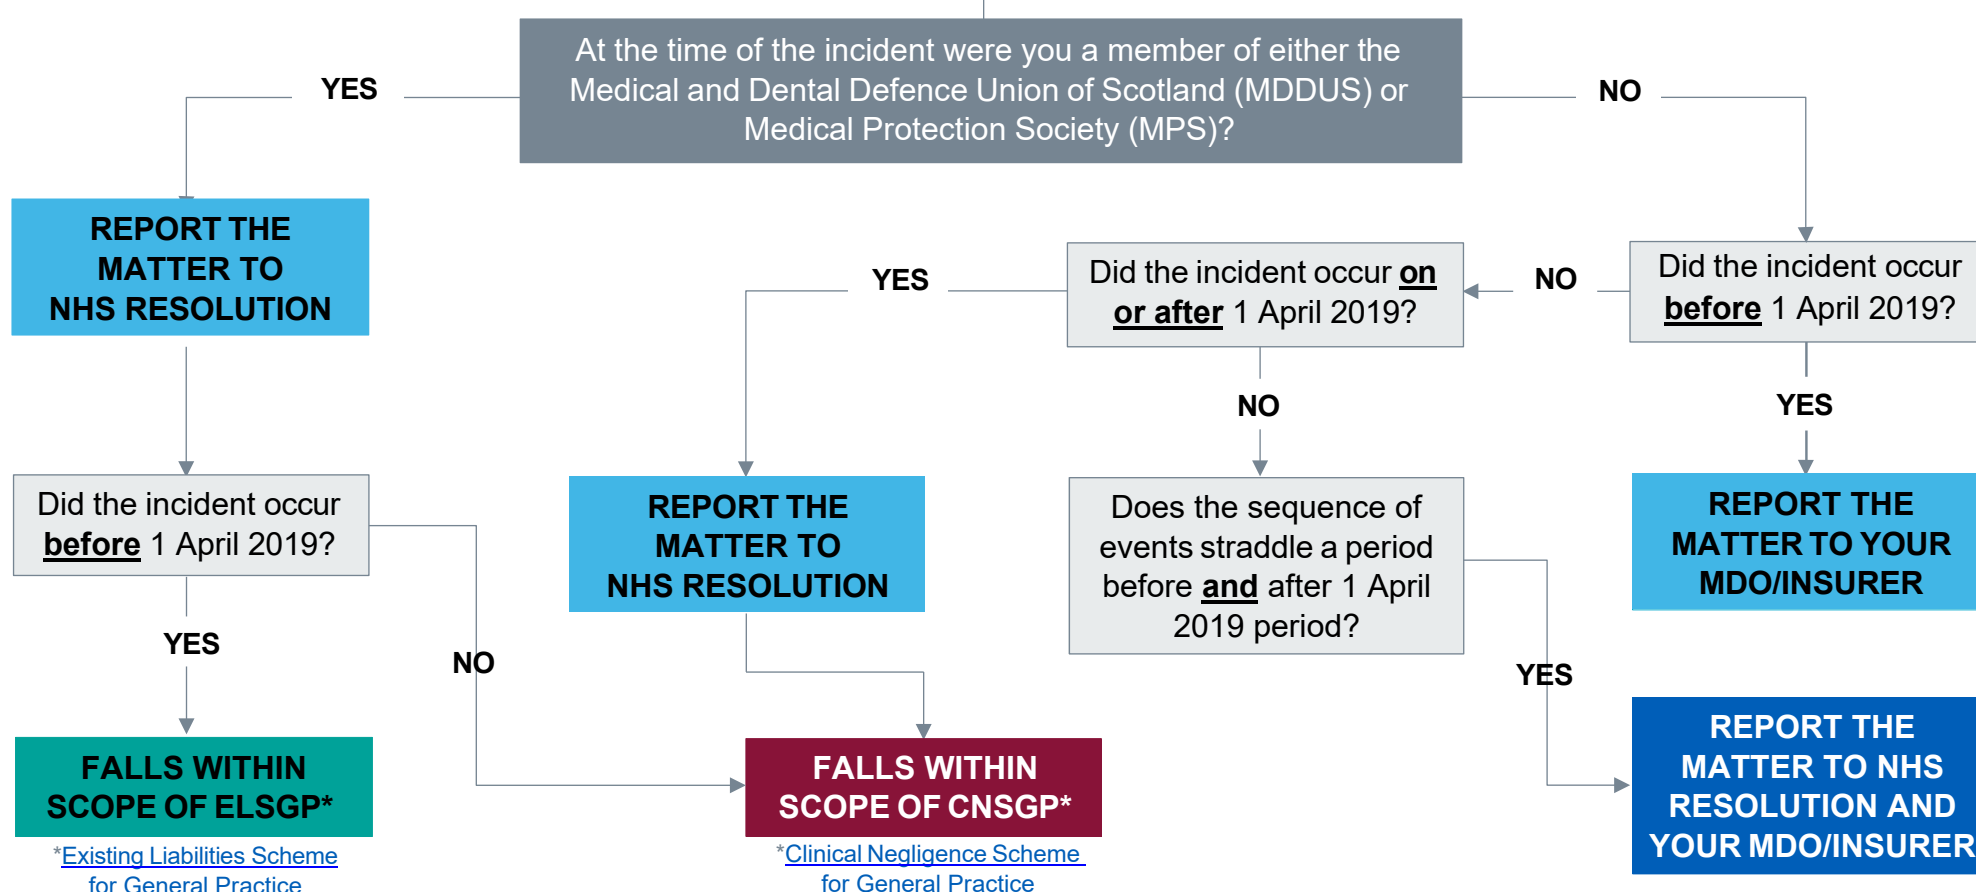 At the time of the incident were you a member of either the
Medical and Dental Defence Union of Scotland (MDDUS) or
Medical Protection Society (MPS)?
YES
NO
REPORT THE
MATTER TO
NHS RESOLUTION
YES
Did the incident occur on
or after 1 April 2019?
NO
Did the incident occur
before 1 April 2019?
NO
YES
Did the incident occur
before 1 April 2019?
REPORT THE
MATTER TO
NHS RESOLUTION
Does the sequence of
events straddle a period
before and after 1 April
2019 period?
REPORT THE
MATTER TO YOUR
MDO/INSURER
YES
NO
YES
FALLS WITHIN
SCOPE OF ELSGP*
*Existing Liabilities Scheme
for General Practice
FALLS WITHIN
SCOPE OF CNSGP*
*Clinical Negligence Scheme
for General Practice
REPORT THE
MATTER TO NHS
RESOLUTION AND
YOUR MDO/INSURER